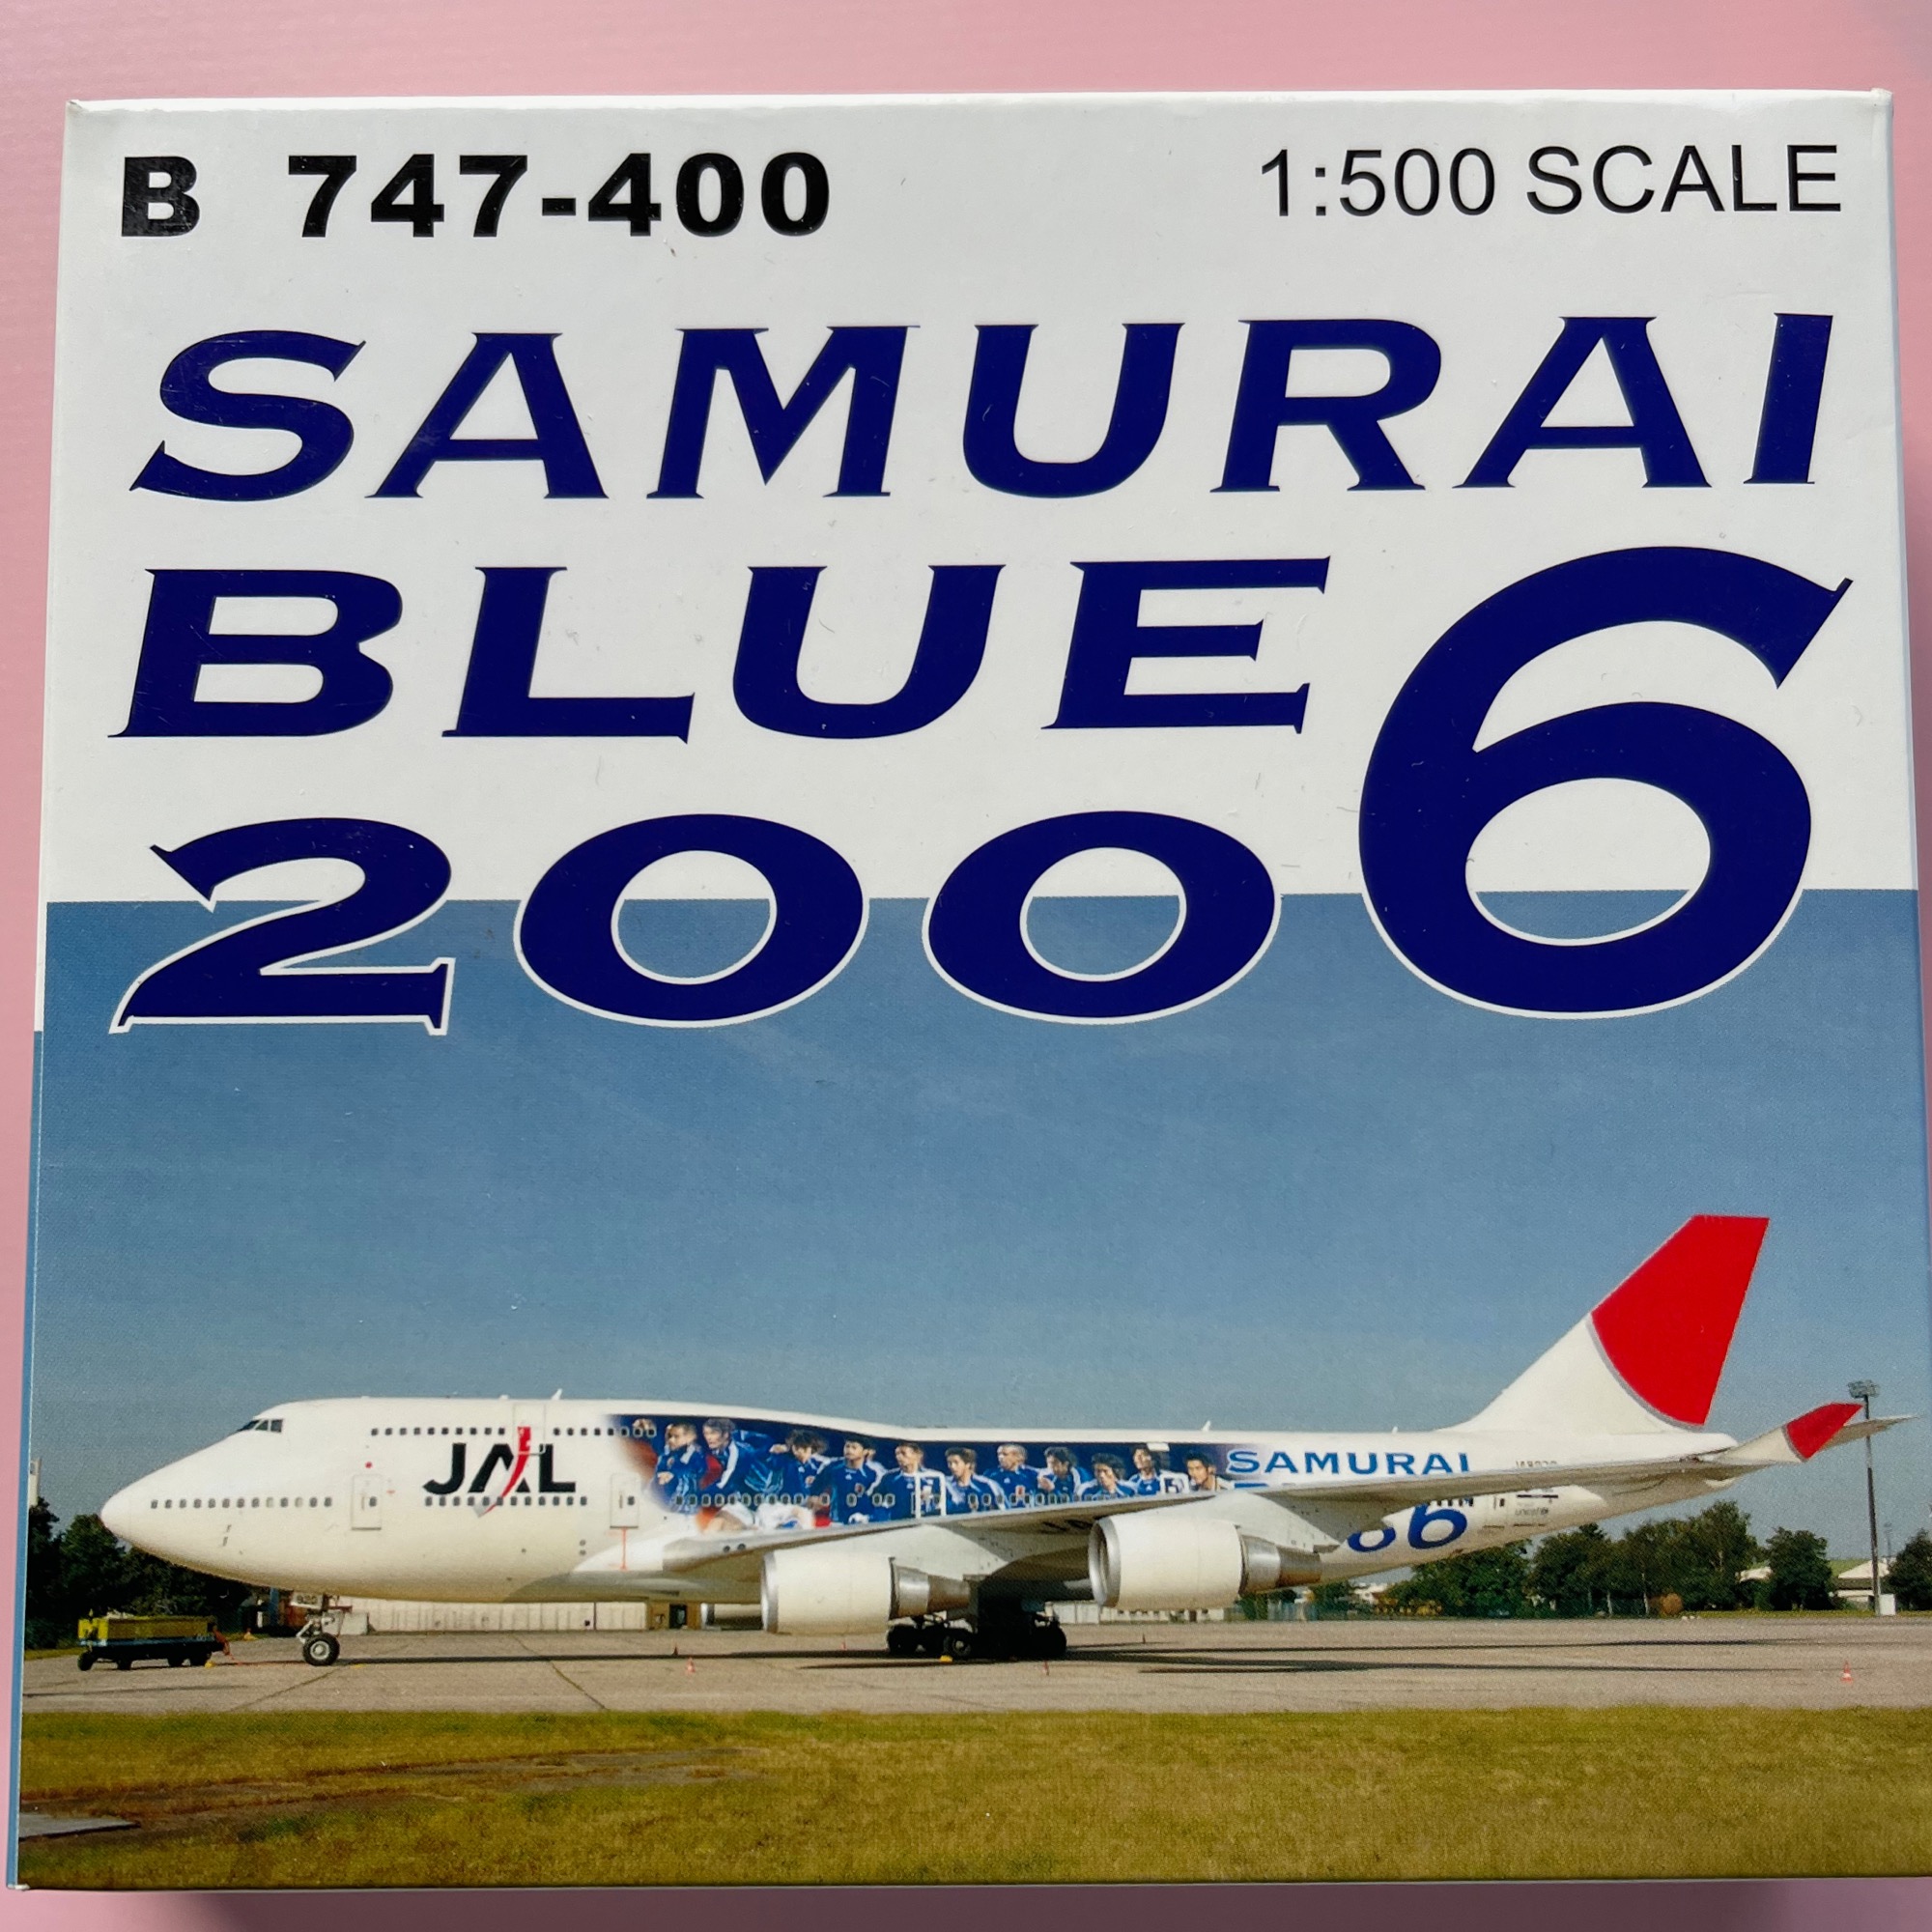 B 747-400
1:500 SCALE
SAMURAI
BLUE
2006
JAL
SAMURAI
06